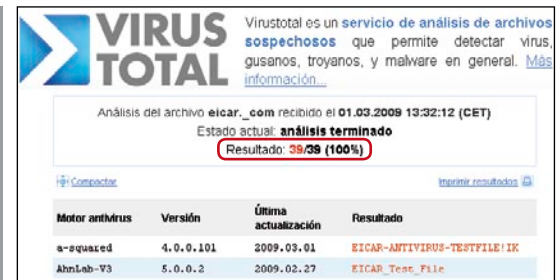 VIRUS
TOTAL
Virustotal es un servicio de análisis de archivos
sospechosos que permite detectar virus,
gusanos, troyanos, y malware en general. Más
información...
Análisis del archivo eicar._com recibido el 01.03.2009 13:32:12 (CET)
Estado actual: análisis terminado
Resultado: 39/39 (100%)
Compactar
Imprimir resultados
Motor antivirus Versión Última actualización Resultado
a-squared 4.0.0.101 2009.03.01 EICAR-ANTIVIRUS-TESTFILE!IK
AhnLab-V3 5.0.0.2 2009.02.27 EICAR_Test_File